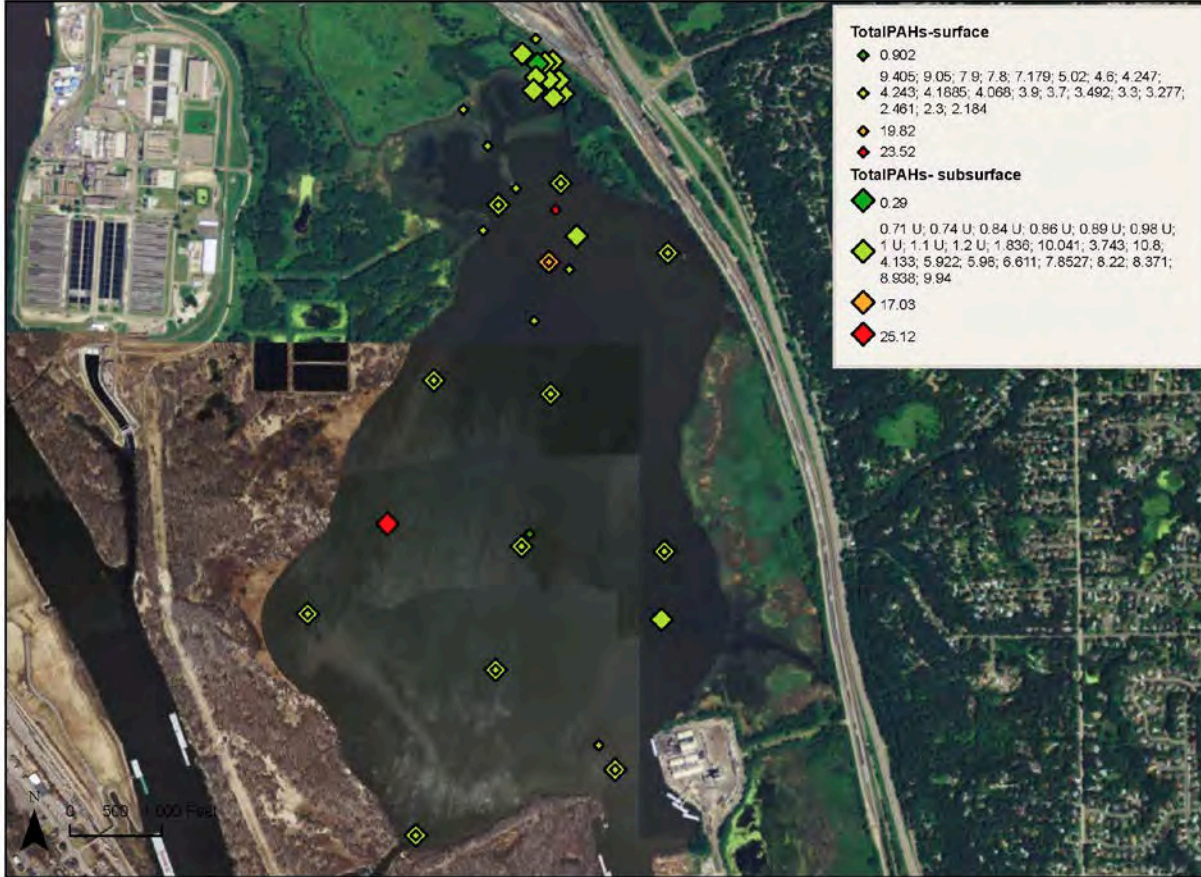 TotalPAHs-surface
0.902
9.405; 9.05; 7.9; 7.8; 7.179; 5.02; 4.6; 4.247;
4.243; 4.1885; 4.068; 3.9; 3.7; 3.492; 3.3; 3.277;
2.461; 2.3; 2.184
19.82
23.52
TotalPAHs- subsurface
0.29
0.71 U; 0.74 U; 0.84 U; 0.86 U; 0.89 U; 0.98 U;
1 U; 1.1 U; 1.2 U; 1.836; 10.041; 3.743; 10.8;
4.133; 5.922; 5.98; 6.611; 7.8527; 8.22; 8.371;
8.938; 9.94
17.03
25.12
N
0 500 1,000 Feet